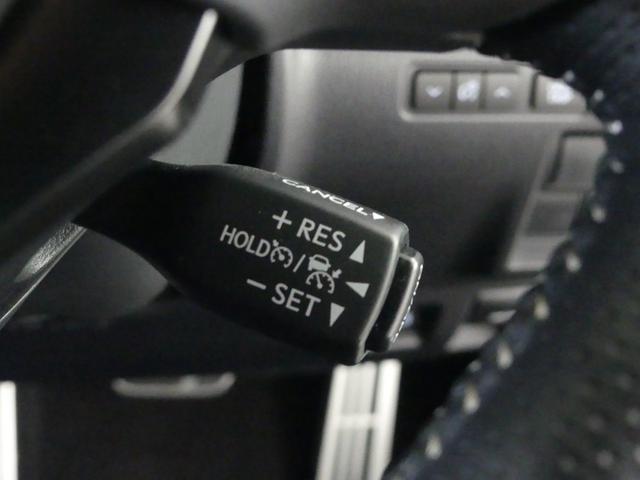 CANCEL▼
+ RES ▲
HOLD / ◀
− SET ▼